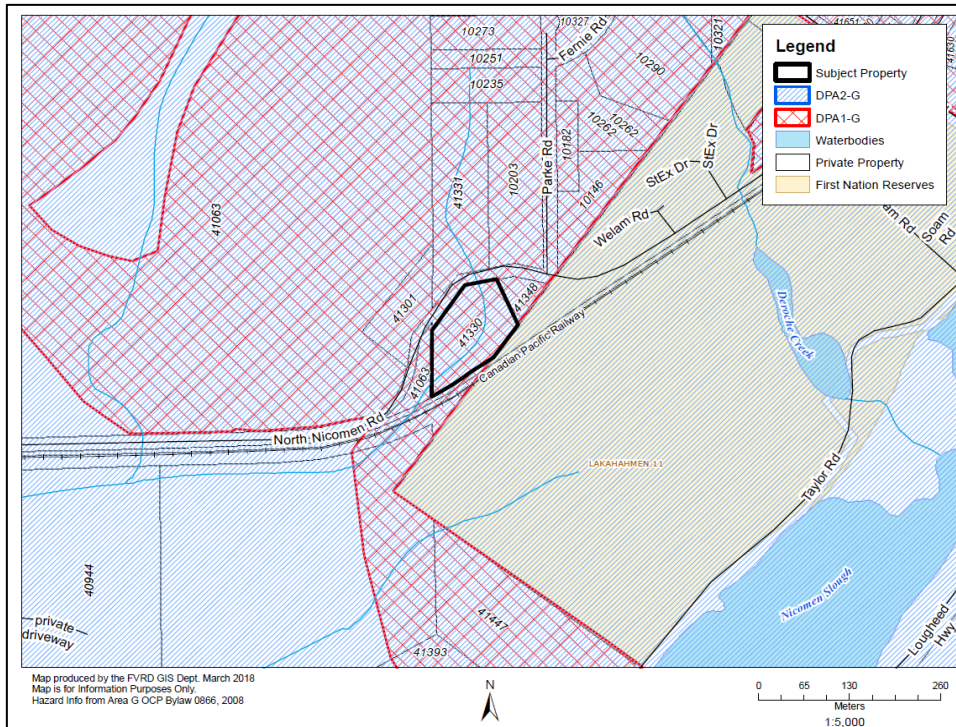 10273
10327
Fernie Rd
10321
41651
41630
10251
10235
10290
10262
10262
10182
Parke Rd
10203
41331
10146
41063
StEx Dr
StEx Dr
Welam Rd
Soam
Rd
41301
41348
41330
41063
Canadian Pacific Railway
North Nicomen Rd
Deroche Creek
LAKAHAHMEN 11
Taylor Rd
40944
private
driveway
41447
41393
Nicomen Slough
Lougheed
Hwy
Legend
Subject Property
DPA2-G
DPA1-G
Waterbodies
Private Property
First Nation Reserves
Map produced by the FVRD GIS Dept. March 2018
Map is for Information Purposes Only.
Hazard Info from Area G OCP Bylaw 0866, 2008
N
0 65 130 260
Meters
1:5,000